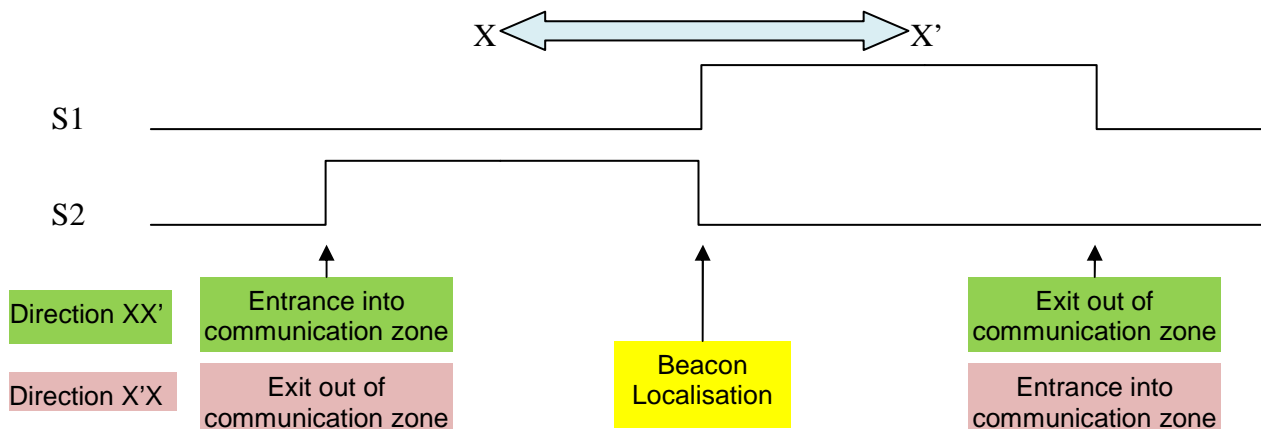 X X’
S1
S2
Direction XX’
Entrance into
communication zone
Exit out of
communication zone
Beacon
Localisation
Direction X’X
Exit out of
communication zone
Entrance into
communication zone